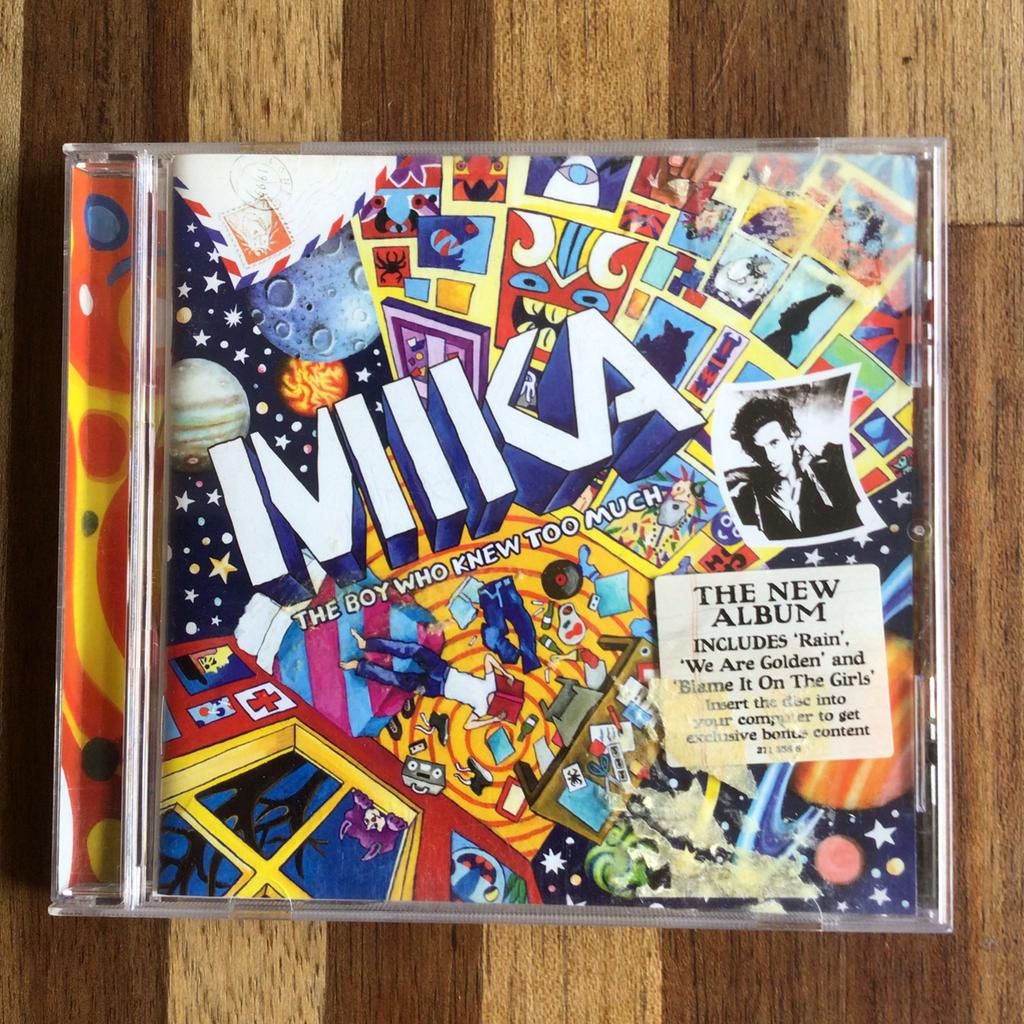 MIKA
THE BOY WHO KNEW TOO MUCH
THE NEW
ALBUM
INCLUDES 'Rain',
'We Are Golden' and
'Blame It On The Girls'
Insert the disc into
your computer to get
exclusive bonus content